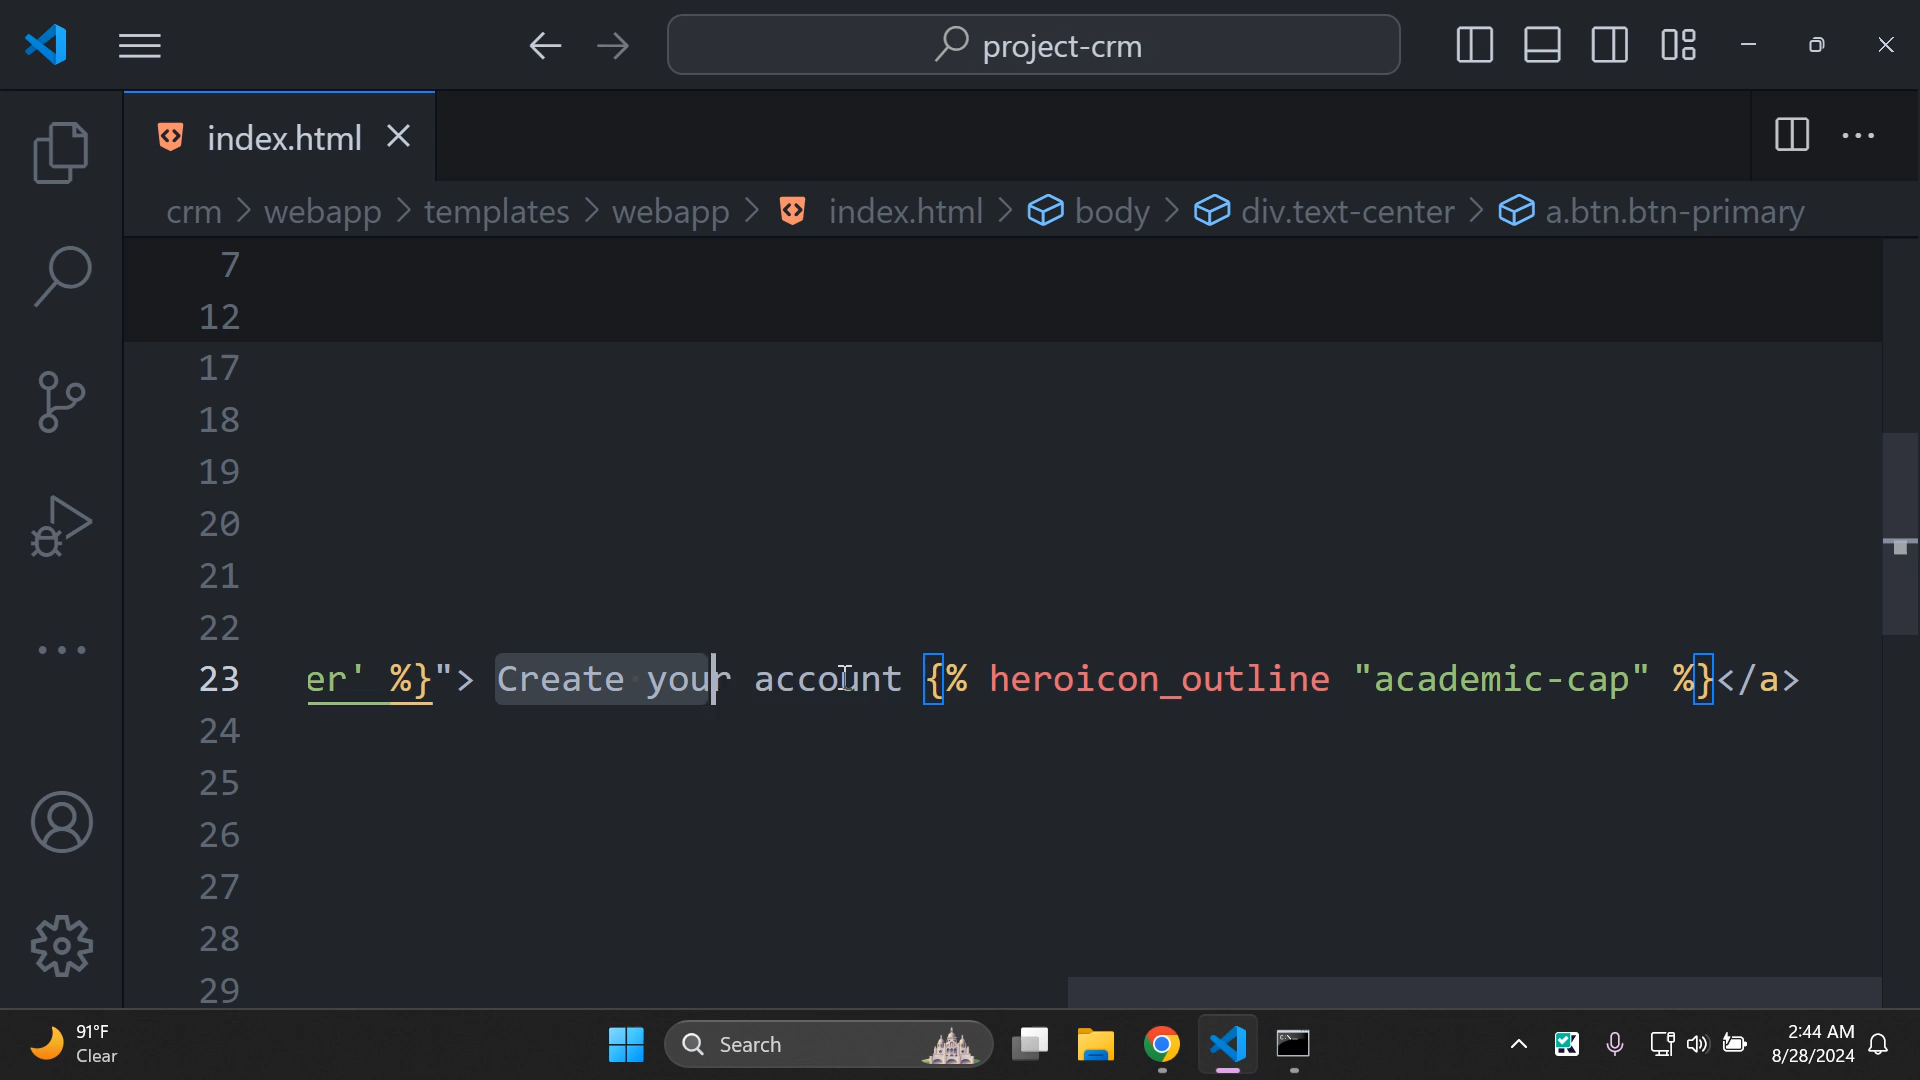 project-crm
index.html
crm > webapp > templates > webapp > index.html > body > div.text-center > a.btn.btn-primary
7
12
17
18
19
20
21
22
23 er' %}"> Create your account {% heroicon_outline "academic-cap" %}</a>
24
25
26
27
28
29
91°F
Clear
Search
2:44 AM
8/28/2024